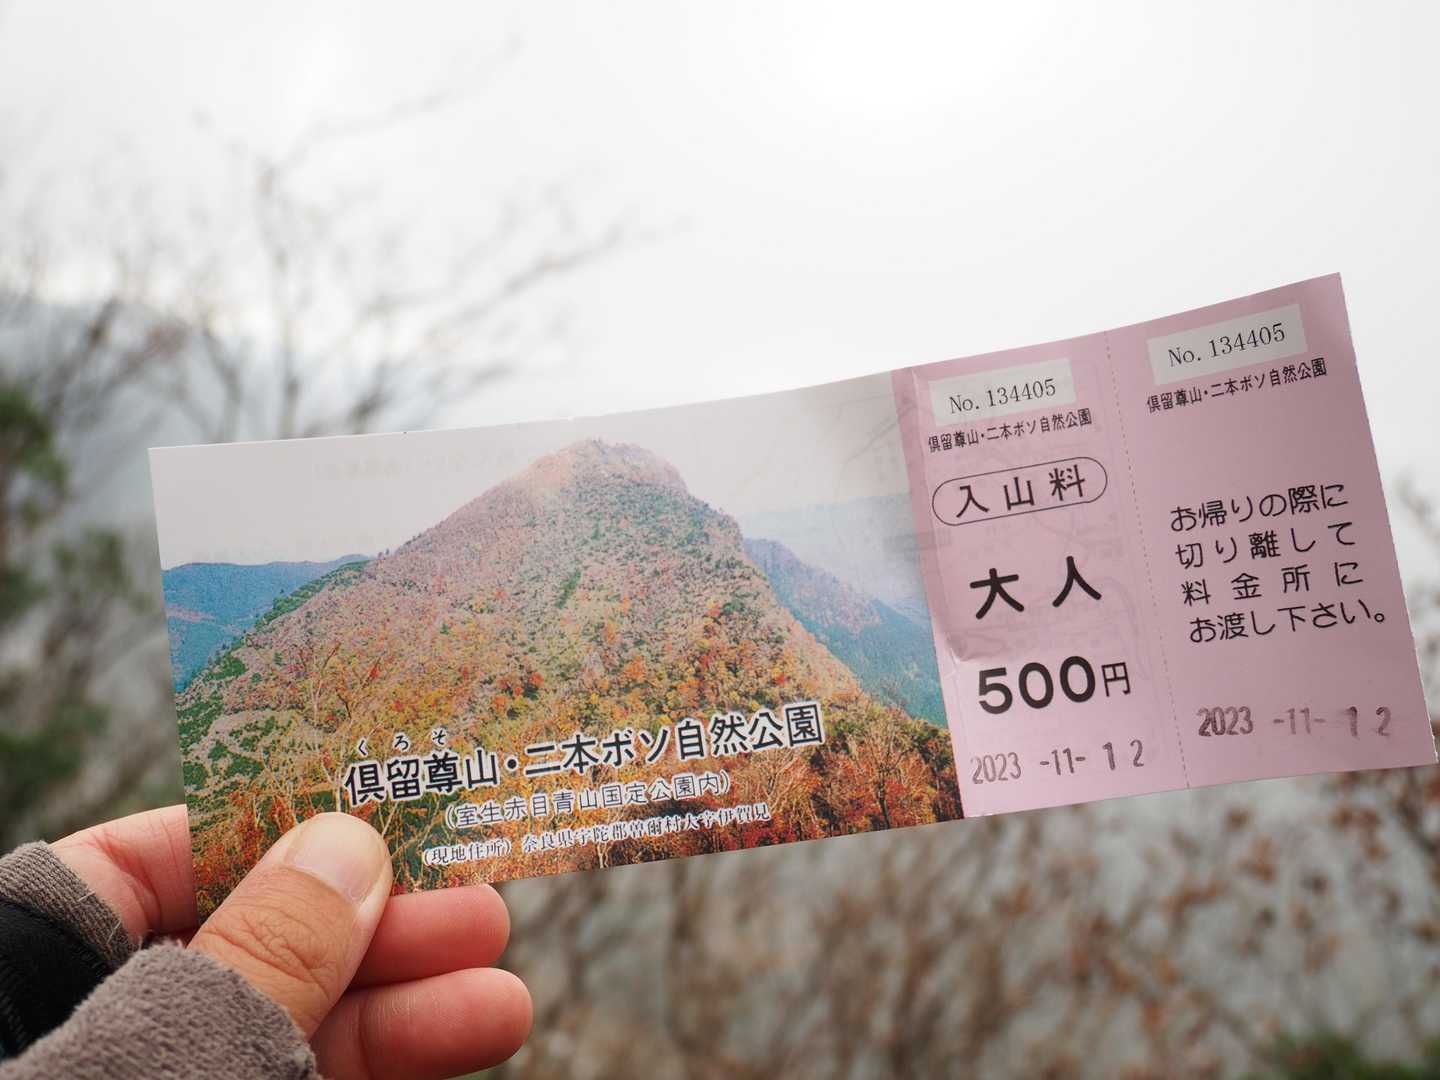 くろそ
倶留尊山・二本ボソ自然公園
(室生赤目青山国定公園内)
(現地住所) 奈良県宇陀郡曽爾村大字伊賀見
No. 134405
倶留尊山・二本ボソ自然公園
入山料
大人
500円
2023 -11- 12
No. 134405
倶留尊山・二本ボソ自然公園
お帰りの際に
切り離して
料金所に
お渡し下さい。
2023 -11- 12